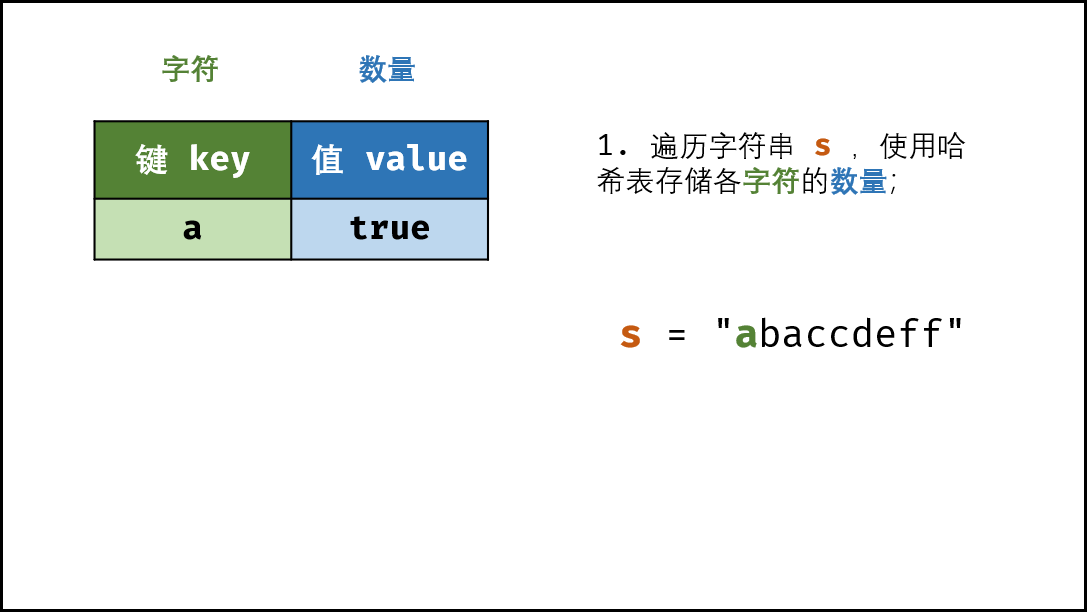 字符 数量
键 key 值 value
a true
1. 遍历字符串 s ，使用哈
希表存储各字符的数量；
s = "abaccdeff"